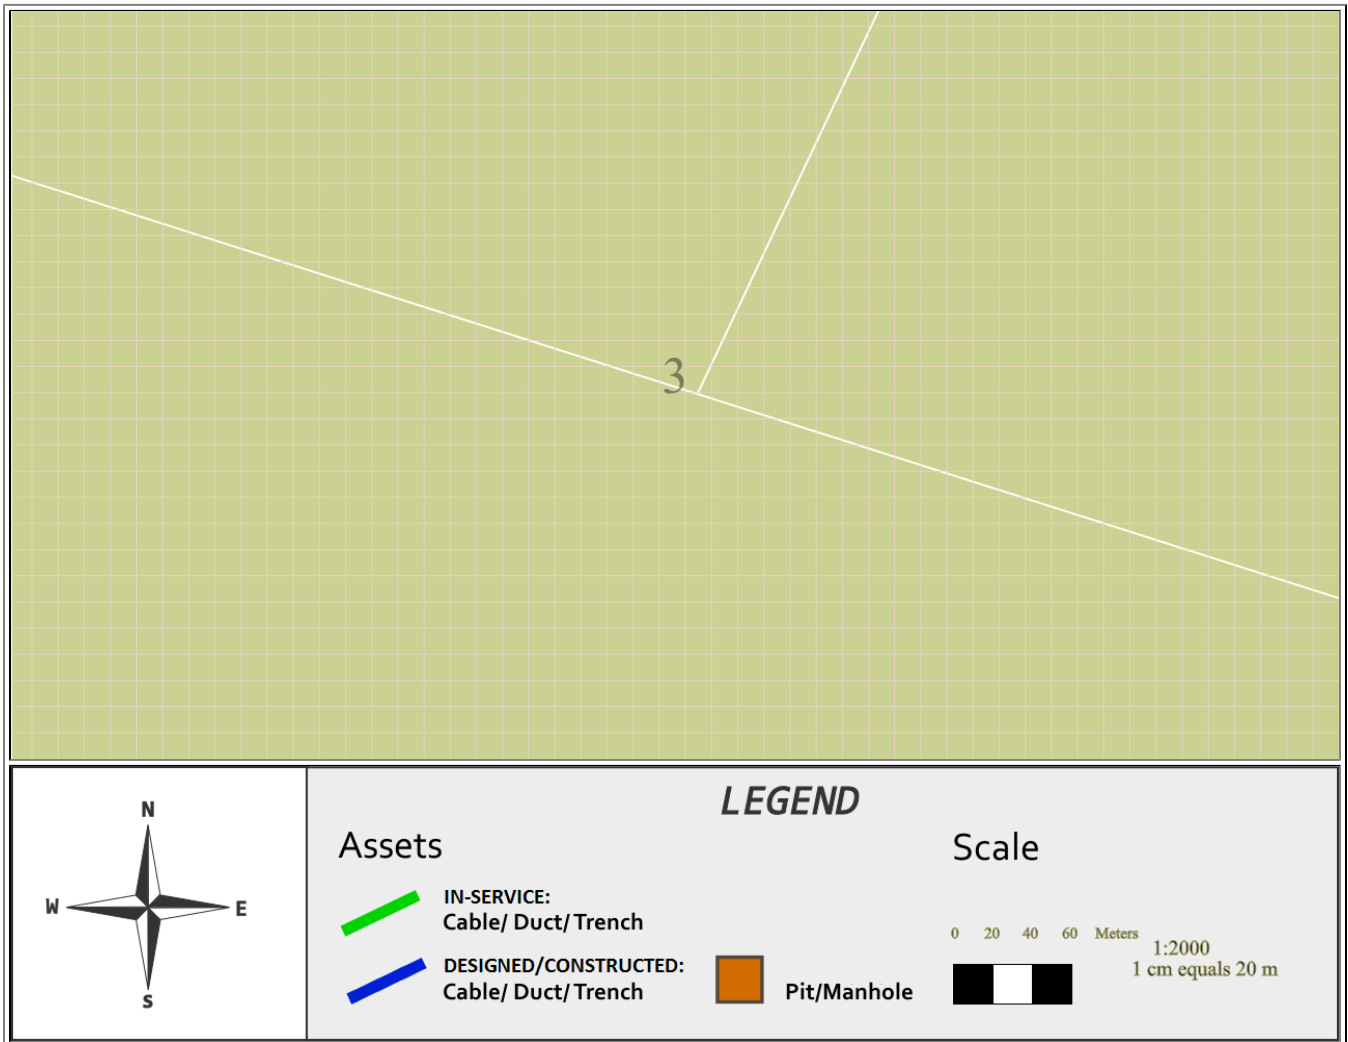 3
N
W
E
S
LEGEND
Assets
IN-SERVICE:
Cable/ Duct/ Trench
DESIGNED/CONSTRUCTED:
Cable/ Duct/ Trench
Pit/Manhole
Scale
0 20 40 60 Meters
1:2000
1 cm equals 20 m